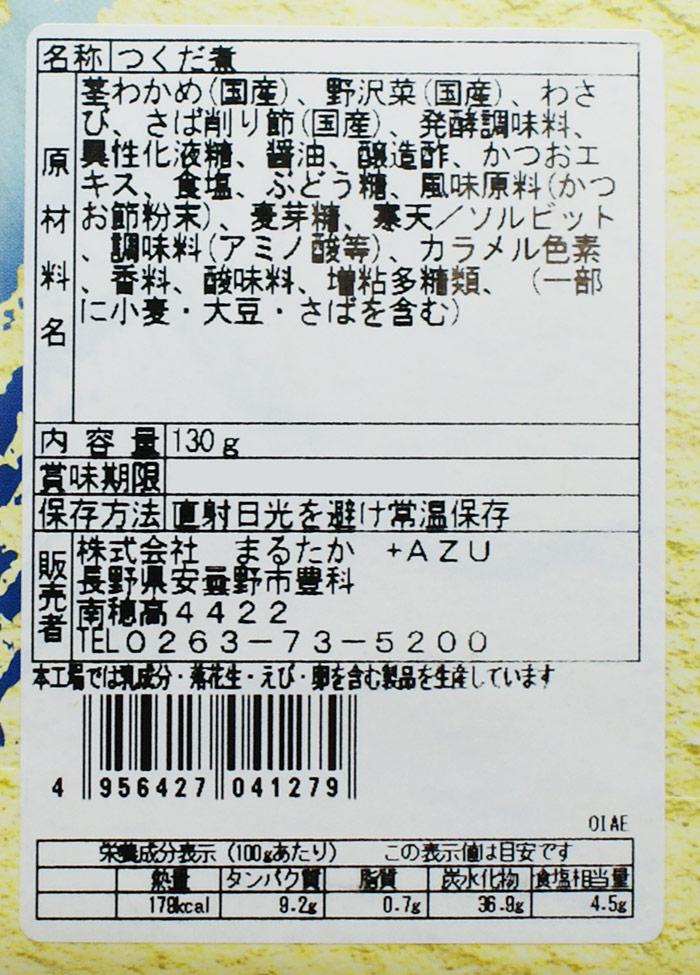 名称 つくだ煮
原材料名
茎わかめ(国産)、野沢菜(国産)、わさ
び、さば削り節(国産)、発酵調味料、
異性化液糖、醤油、醸造酢、かつおエ
キス、食塩、ぶどう糖、風味原料(かつ
お節粉末)、麦芽糖、寒天／ソルビット
、調味料(アミノ酸等)、カラメル色素
、香料、酸味料、増粘多糖類、(一部
に小麦・大豆・さばを含む)
内容量 130g
賞味期限
保存方法 直射日光を避け常温保存
販売者
株式会社 まるたか +AZU
長野県安曇野市豊科
南穂高4422
TEL0263-73-5200
本工場では乳成分・落花生・えび・卵を含む製品を生産しています
4 956427 041279
OIAE
栄養成分表示(100gあたり) この表示値は目安です
熱量 タンパク質 脂質 炭水化物 食塩相当量
178kcal 9.2g 0.7g 36.9g 4.5g